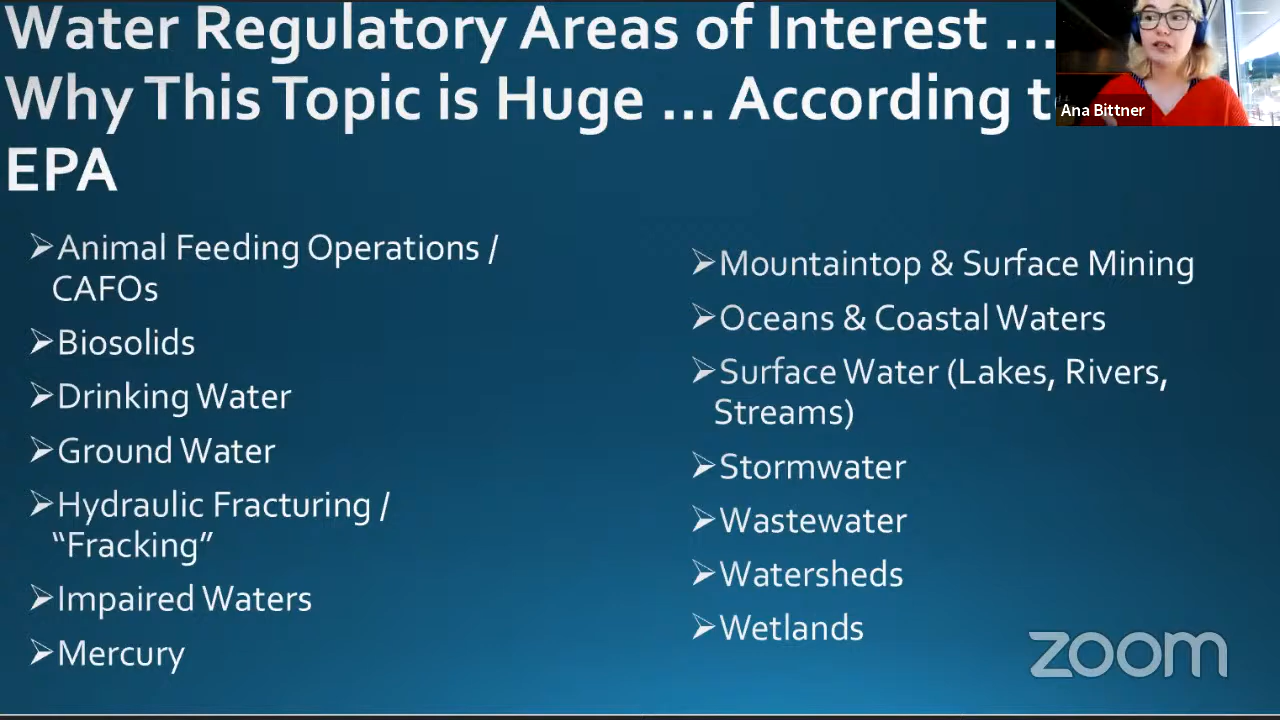 Water Regulatory Areas of Interest …
Why This Topic is Huge … According t
EPA
Ana Bittner
➢Animal Feeding Operations /
CAFOs
➢Biosolids
➢Drinking Water
➢Ground Water
➢Hydraulic Fracturing /
“Fracking”
➢Impaired Waters
➢Mercury
➢Mountaintop & Surface Mining
➢Oceans & Coastal Waters
➢Surface Water (Lakes, Rivers,
Streams)
➢Stormwater
➢Wastewater
➢Watersheds
➢Wetlands
zoom